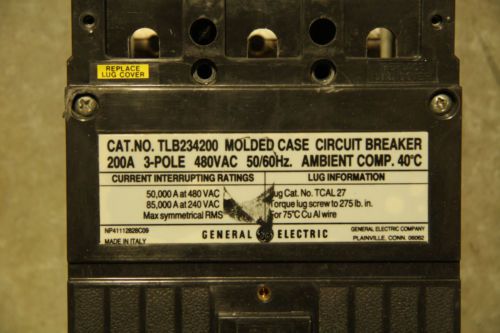 REPLACE
LUG COVER
CAT.NO. TLB234200 MOLDED CASE CIRCUIT BREAKER
200A 3-POLE 480VAC 50/60Hz. AMBIENT COMP. 40°C
CURRENT INTERRUPTING RATINGS
50,000 A at 480 VAC
85,000 A at 240 VAC
Max symmetrical RMS
LUG INFORMATION
Lug Cat. No. TCAL 27
Torque lug screw to 275 lb. in.
For 75°C Cu Al wire
NP41112828C09
MADE IN ITALY
GENERAL ELECTRIC
GENERAL ELECTRIC COMPANY
PLAINVILLE, CONN. 06062